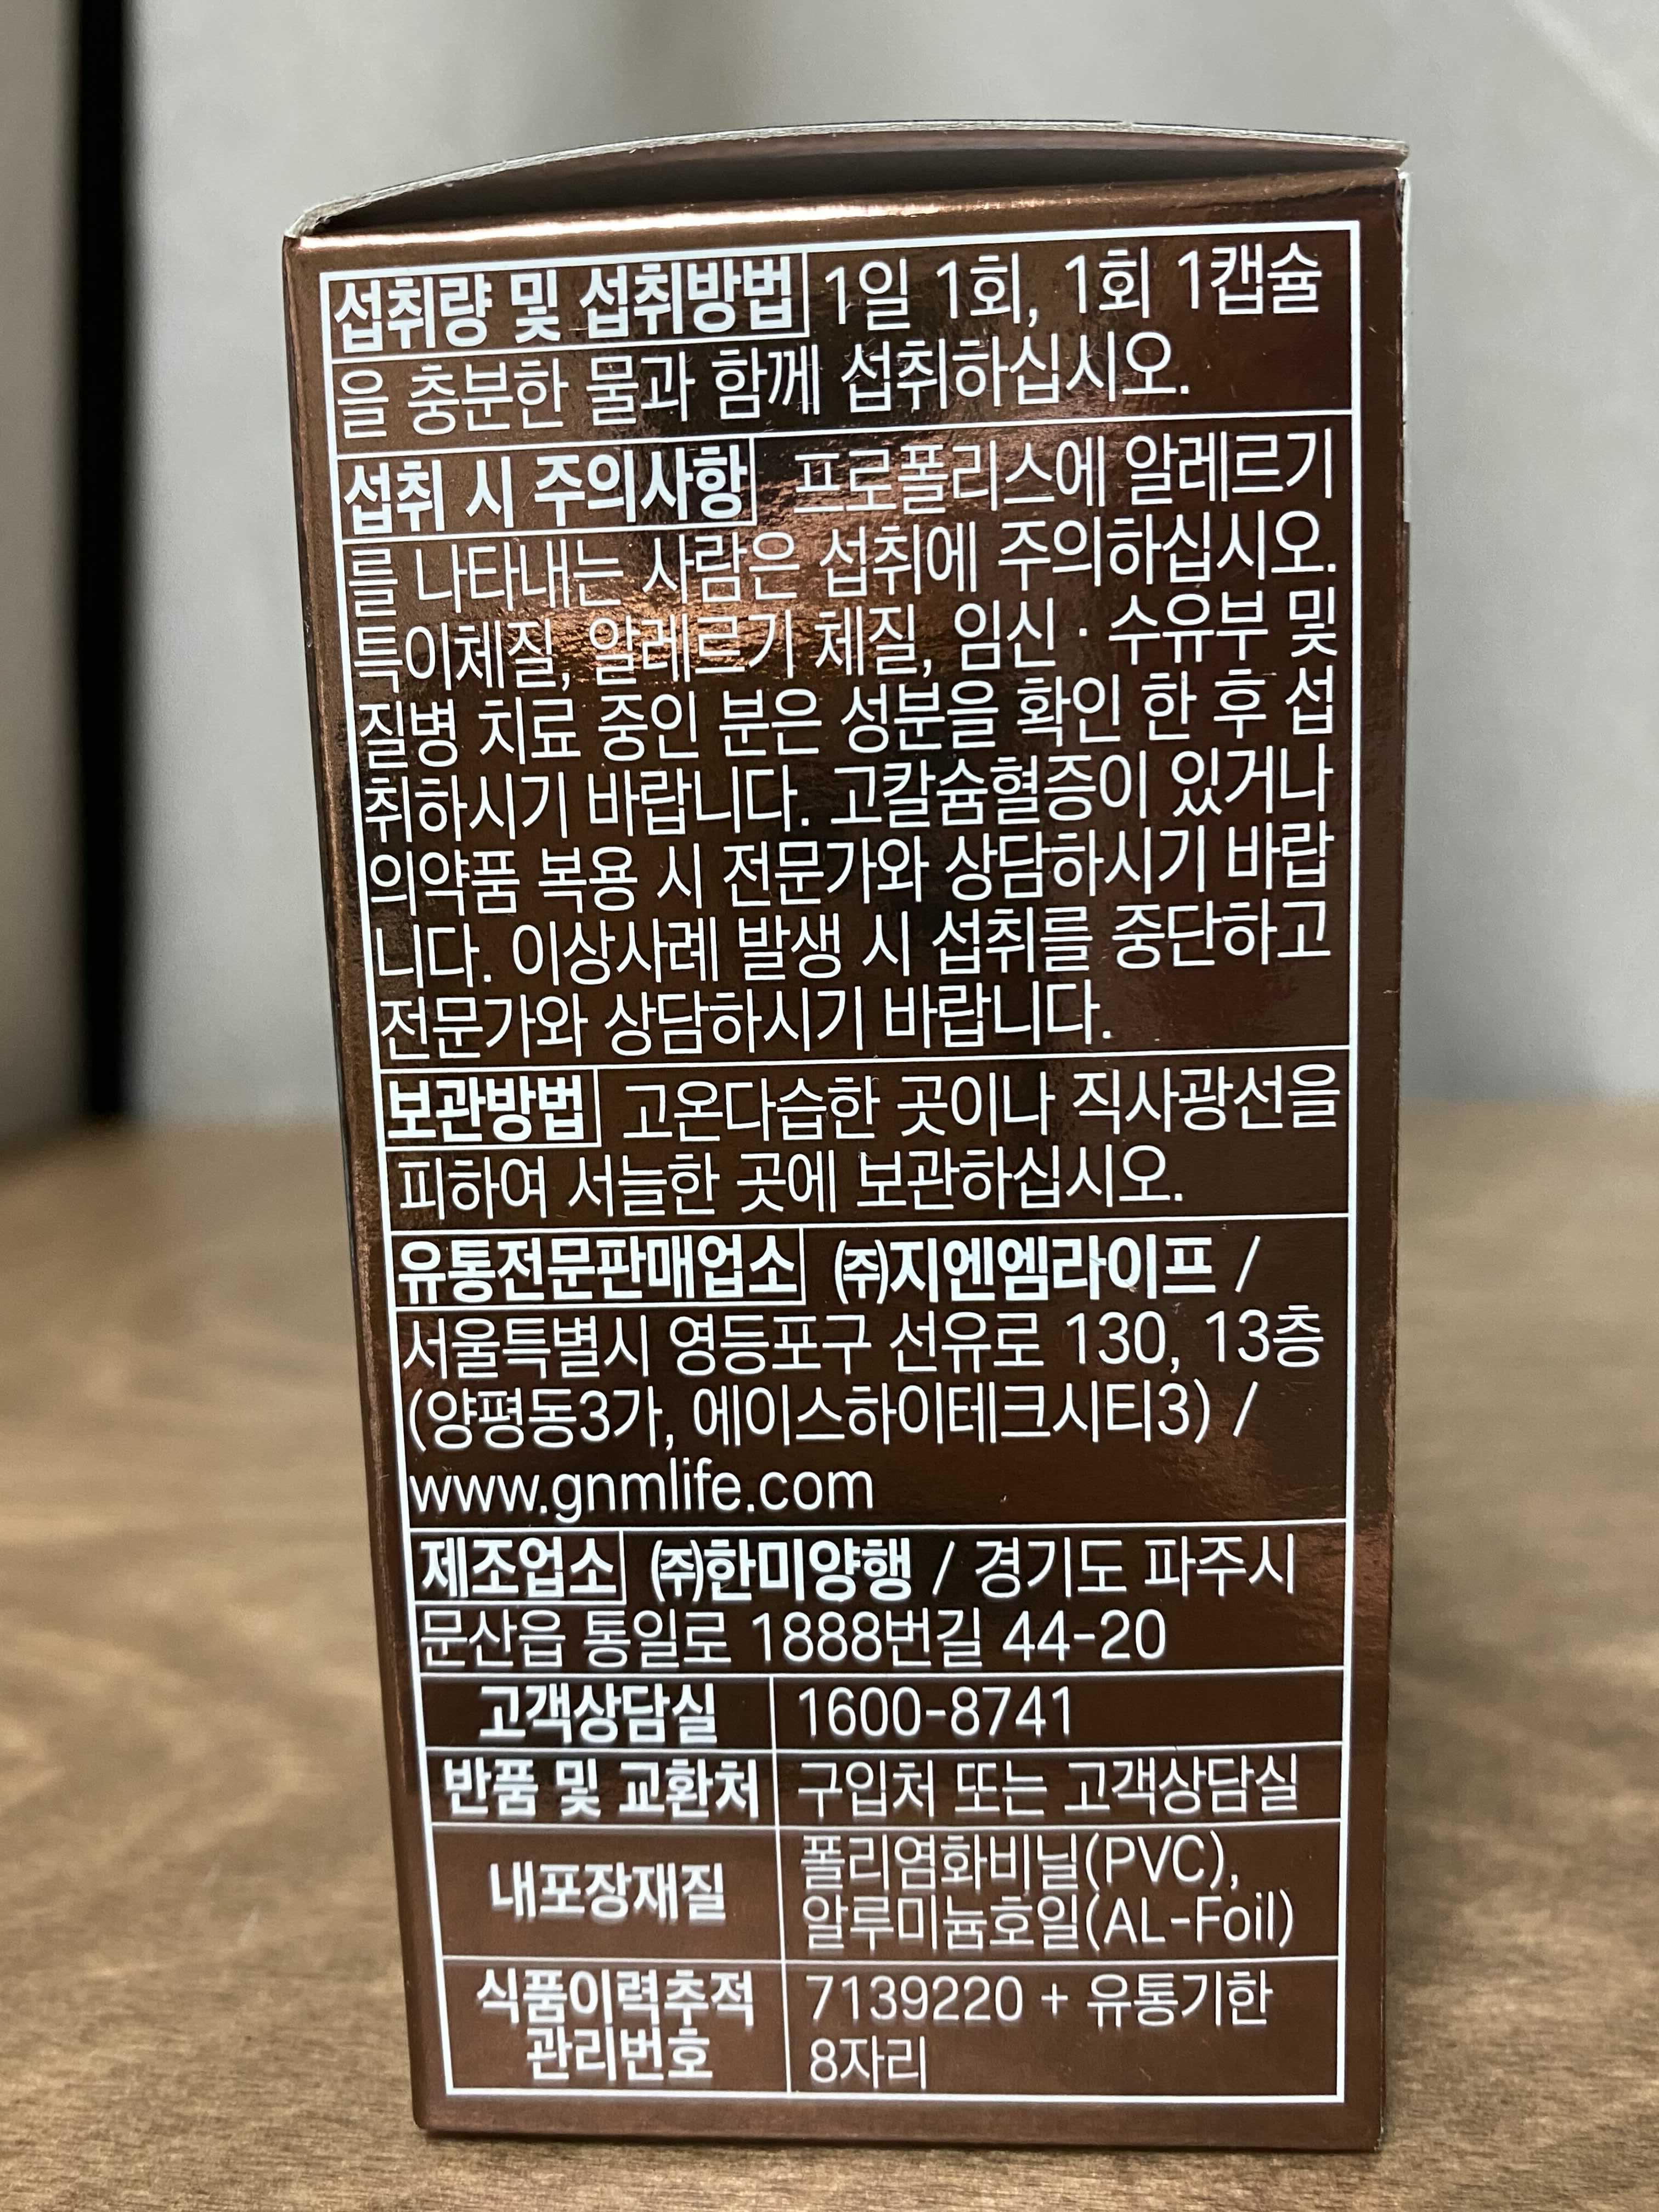 섭취량 및 섭취방법 1일 1회, 1회 1캡슐
을 충분한 물과 함께 섭취하십시오.
섭취 시 주의사항 프로폴리스에 알레르기
를 나타내는 사람은 섭취에 주의하십시오.
특이체질, 알레르기 체질, 임신 · 수유부 및
질병 치료 중인 분은 성분을 확인 한 후 섭
취하시기 바랍니다. 고칼슘혈증이 있거나
의약품 복용 시 전문가와 상담하시기 바랍
니다. 이상사례 발생 시 섭취를 중단하고
전문가와 상담하시기 바랍니다.
보관방법 고온다습한 곳이나 직사광선을
피하여 서늘한 곳에 보관하십시오.
유통전문판매업소 ㈜지엔엠라이프 /
서울특별시 영등포구 선유로 130, 13층
(양평동3가, 에이스하이테크시티3) /
www.gnmlife.com
제조업소 ㈜한미양행 / 경기도 파주시
문산읍 통일로 1888번길 44-20
고객상담실 1600-8741
반품 및 교환처 구입처 또는 고객상담실
내포장재질 폴리염화비닐(PVC),
알루미늄호일(AL-Foil)
식품이력추적 7139220 + 유통기한
관리번호 8자리